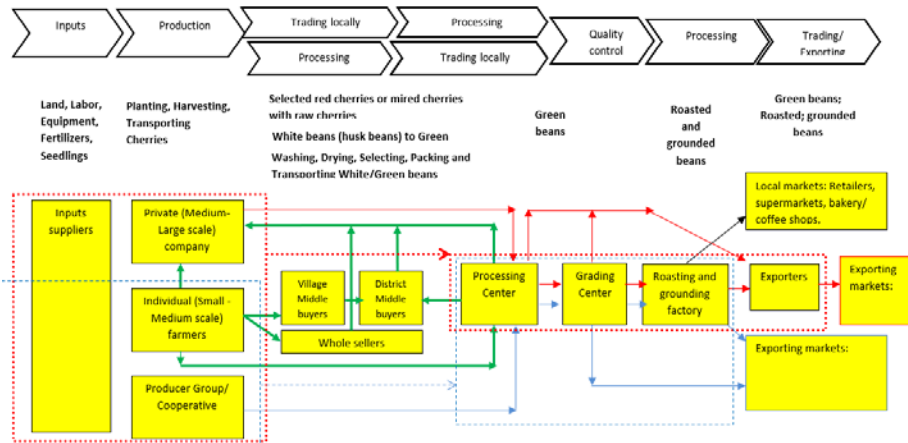 Inputs
Production
Trading locally
Processing
Processing
Trading locally
Quality
control
Processing
Trading/
Exporting
Land, Labor,
Equipment,
Fertilizers,
Seedlings
Planting, Harvesting,
Transporting
Cherries
Selected red cherries or mired cherries
with raw cherries
White beans (husk beans) to Green
Washing, Drying, Selecting, Packing and
Transporting White/Green beans
Green
beans
Roasted
and
grounded
beans
Green beans;
Roasted; grounded
beans
Inputs
suppliers
Private (Medium-
Large scale)
company
Individual (Small -
Medium scale)
farmers
Producer Group/
Cooperative
Village
Middle
buyers
District
Middle
buyers
Whole sellers
Processing
Center
Grading
Center
Roasting and
grounding
factory
Local markets: Retailers,
supermarkets, bakery/
coffee shops.
Exporters
Exporting
markets:
Exporting markets: